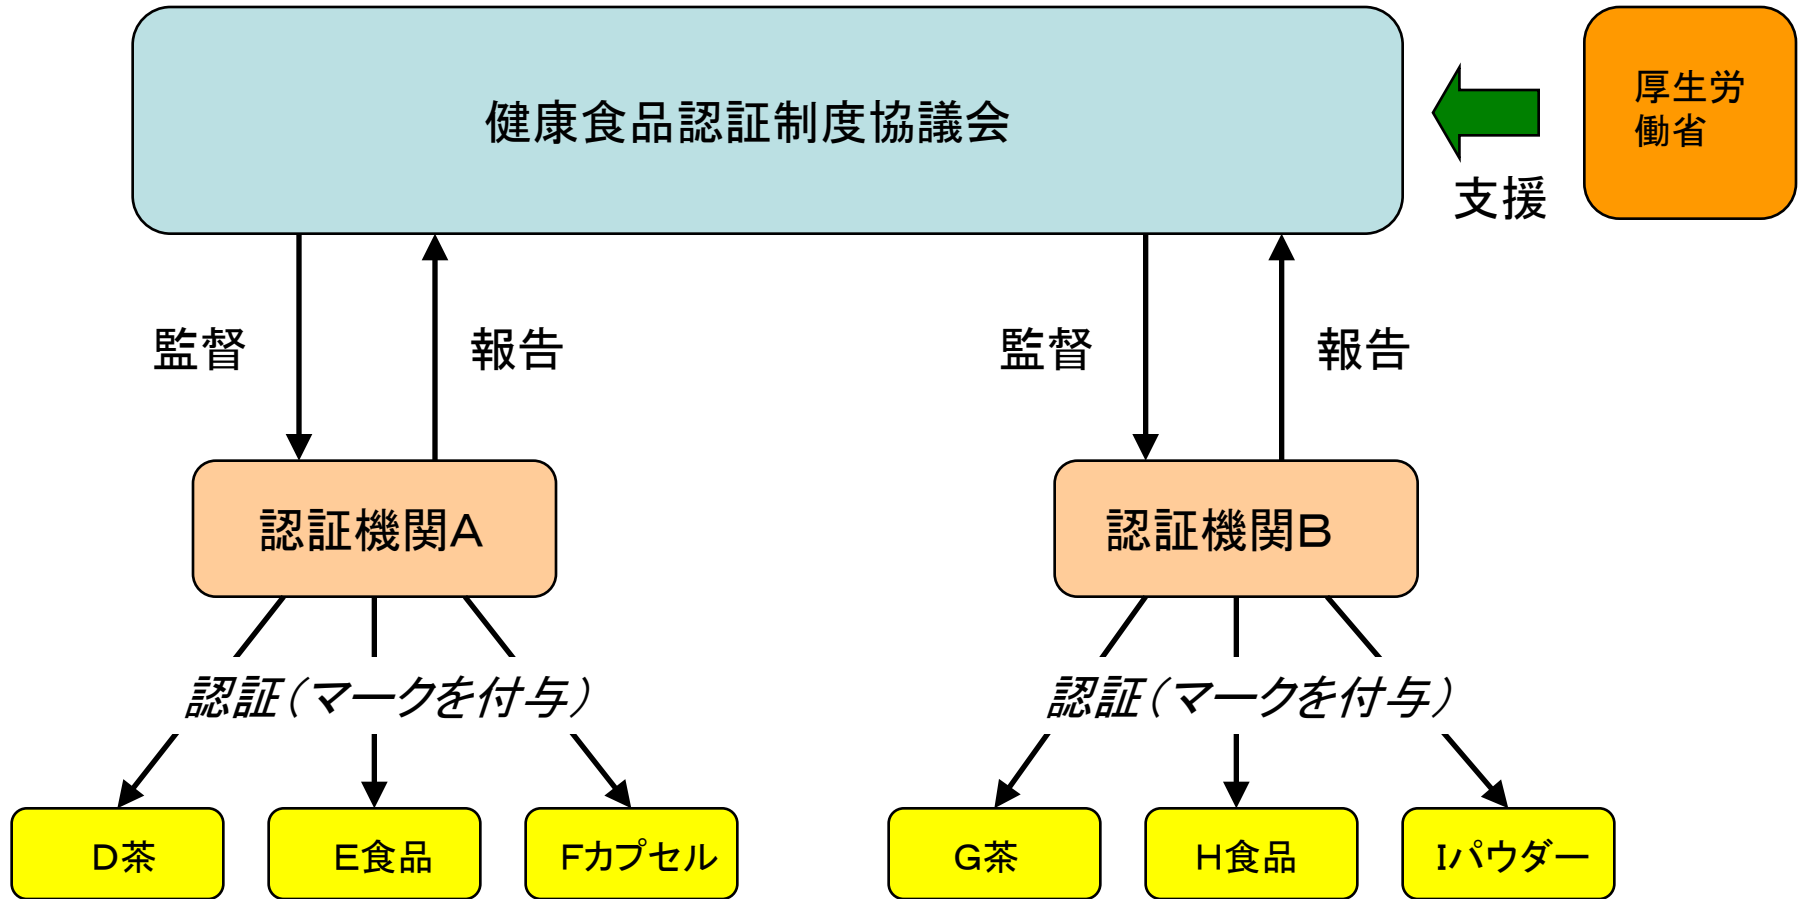 健康食品認証制度協議会
厚生労
働省
支援
監督
報告
監督
報告
認証機関A
認証機関B
認証(マークを付与)
認証(マークを付与)
D茶
E食品
Fカプセル
G茶
H食品
Iパウダー